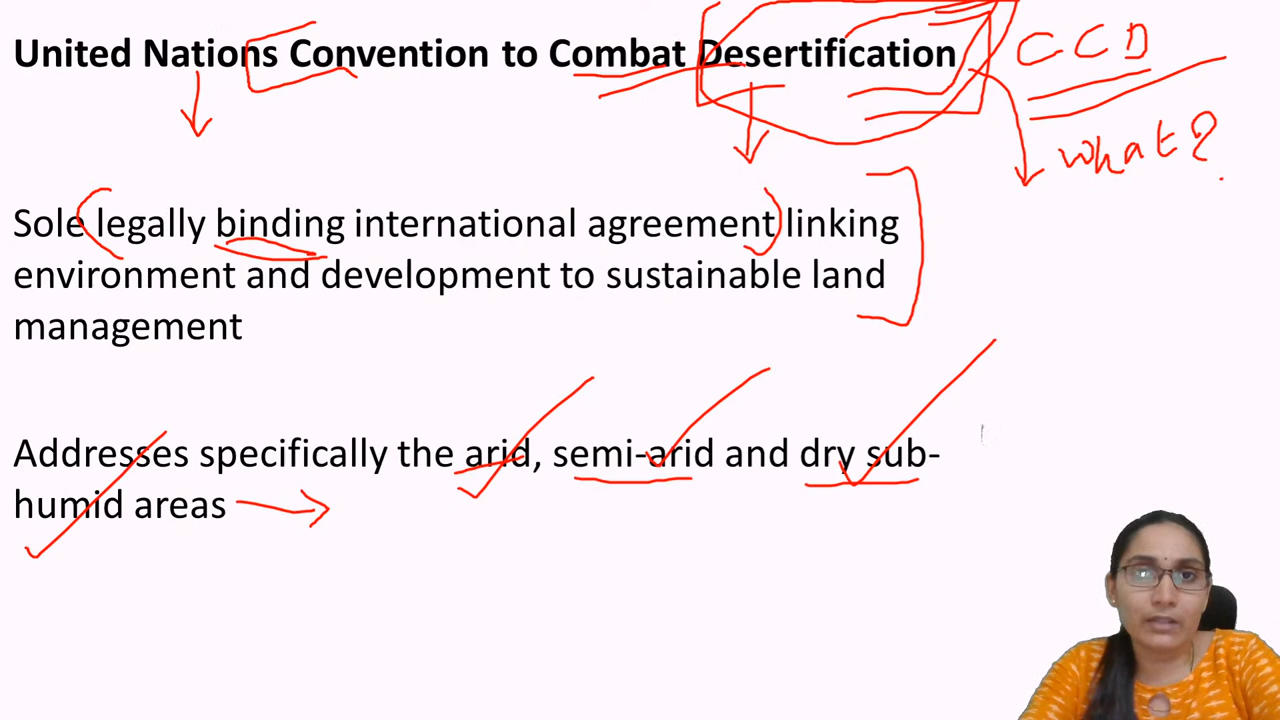 United Nations Convention to Combat Desertification
CCD
what?
Sole legally binding international agreement linking
environment and development to sustainable land
management
Addresses specifically the arid, semi-arid and dry sub-
humid areas